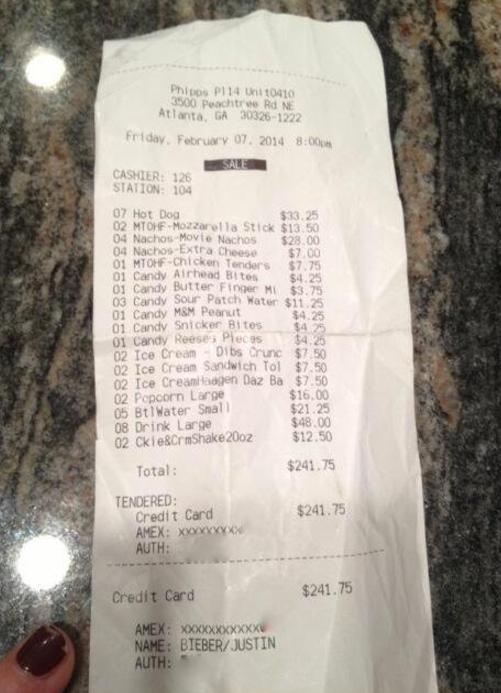 Phipps Pl14 Unit0410
3500 Peachtree Rd NE
Atlanta, GA 30326-1222
Friday, February 07, 2014 8:00pm
SALE
CASHIER: 126
STATION: 104
07 Hot Dog $33.25
02 MTOHF-Mozzarella Stick $13.50
04 Nachos-Movie Nachos $28.00
04 Nachos-Extra Cheese $7.00
01 MTOHF-Chicken Tenders $7.75
01 Candy Airhead Bites $4.25
01 Candy Butter Finger Mi $3.75
03 Candy Sour Patch Water $11.25
01 Candy M&M Peanut $4.25
01 Candy Snicker Bites $4.25
01 Candy Reeses Pieces $4.25
02 Ice Cream - Dibs Crunc $7.50
02 Ice Cream Sandwich Tol $7.50
02 Ice CreamHaagen Daz Ba $7.50
02 Popcorn Large $16.00
05 BtlWater Small $21.25
08 Drink Large $48.00
02 Ckie&CrmShake20oz $12.50
Total: $241.75
TENDERED:
Credit Card $241.75
AMEX: XXXXXXXXX
AUTH:
Credit Card $241.75
AMEX: XXXXXXXXXXXX
NAME: BIEBER/JUSTIN
AUTH: